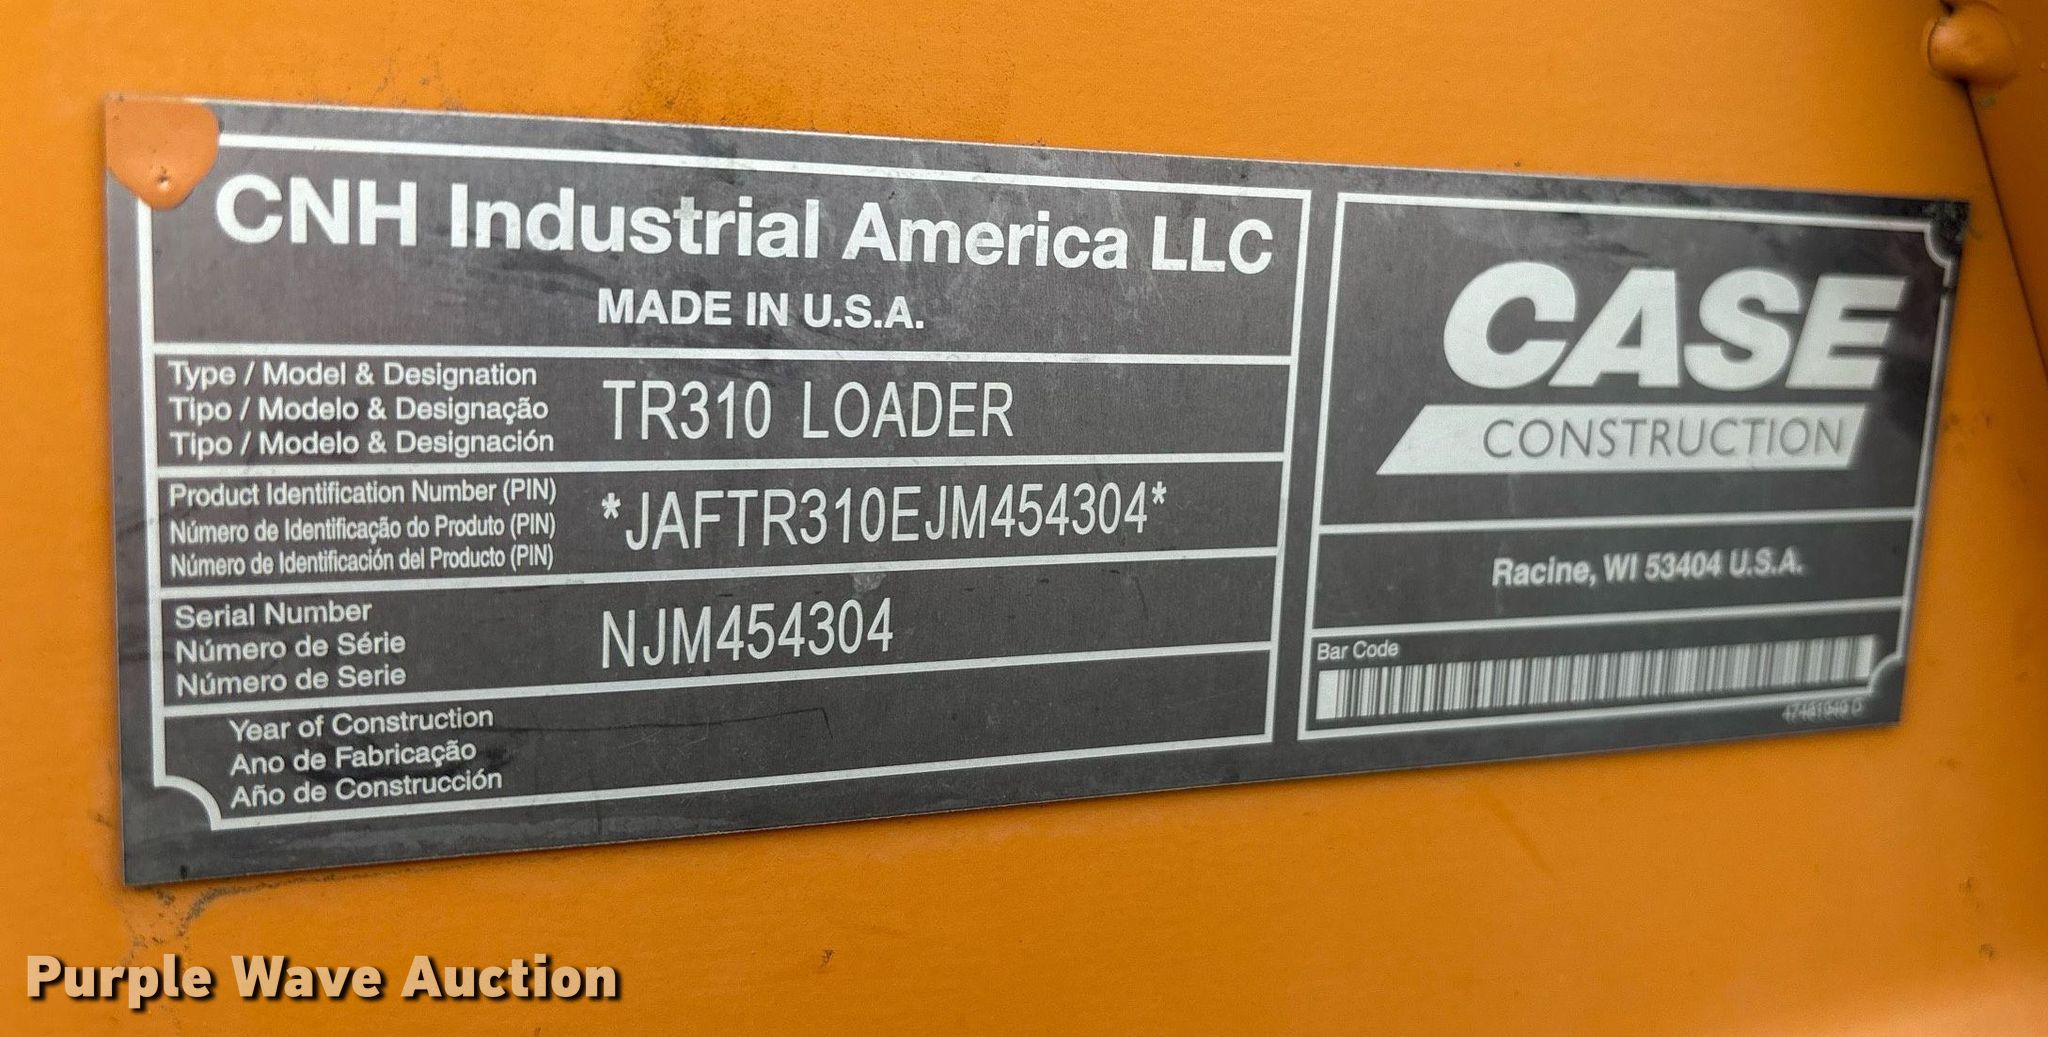 CNH Industrial America LLC
MADE IN U.S.A.
Type / Model & Designation
Tipo / Modelo & Designação
Tipo / Modelo & Designación
TR310 LOADER
Product Identification Number (PIN)
Número de Identificação do Produto (PIN)
Número de Identificación del Producto (PIN)
*JAFTR310EJM454304*
Serial Number
Número de Série
Número de Serie
NJM454304
Year of Construction
Ano de Fabricação
Año de Construcción
CASE
CONSTRUCTION
Racine, WI 53404 U.S.A.
Bar Code
Purple Wave Auction